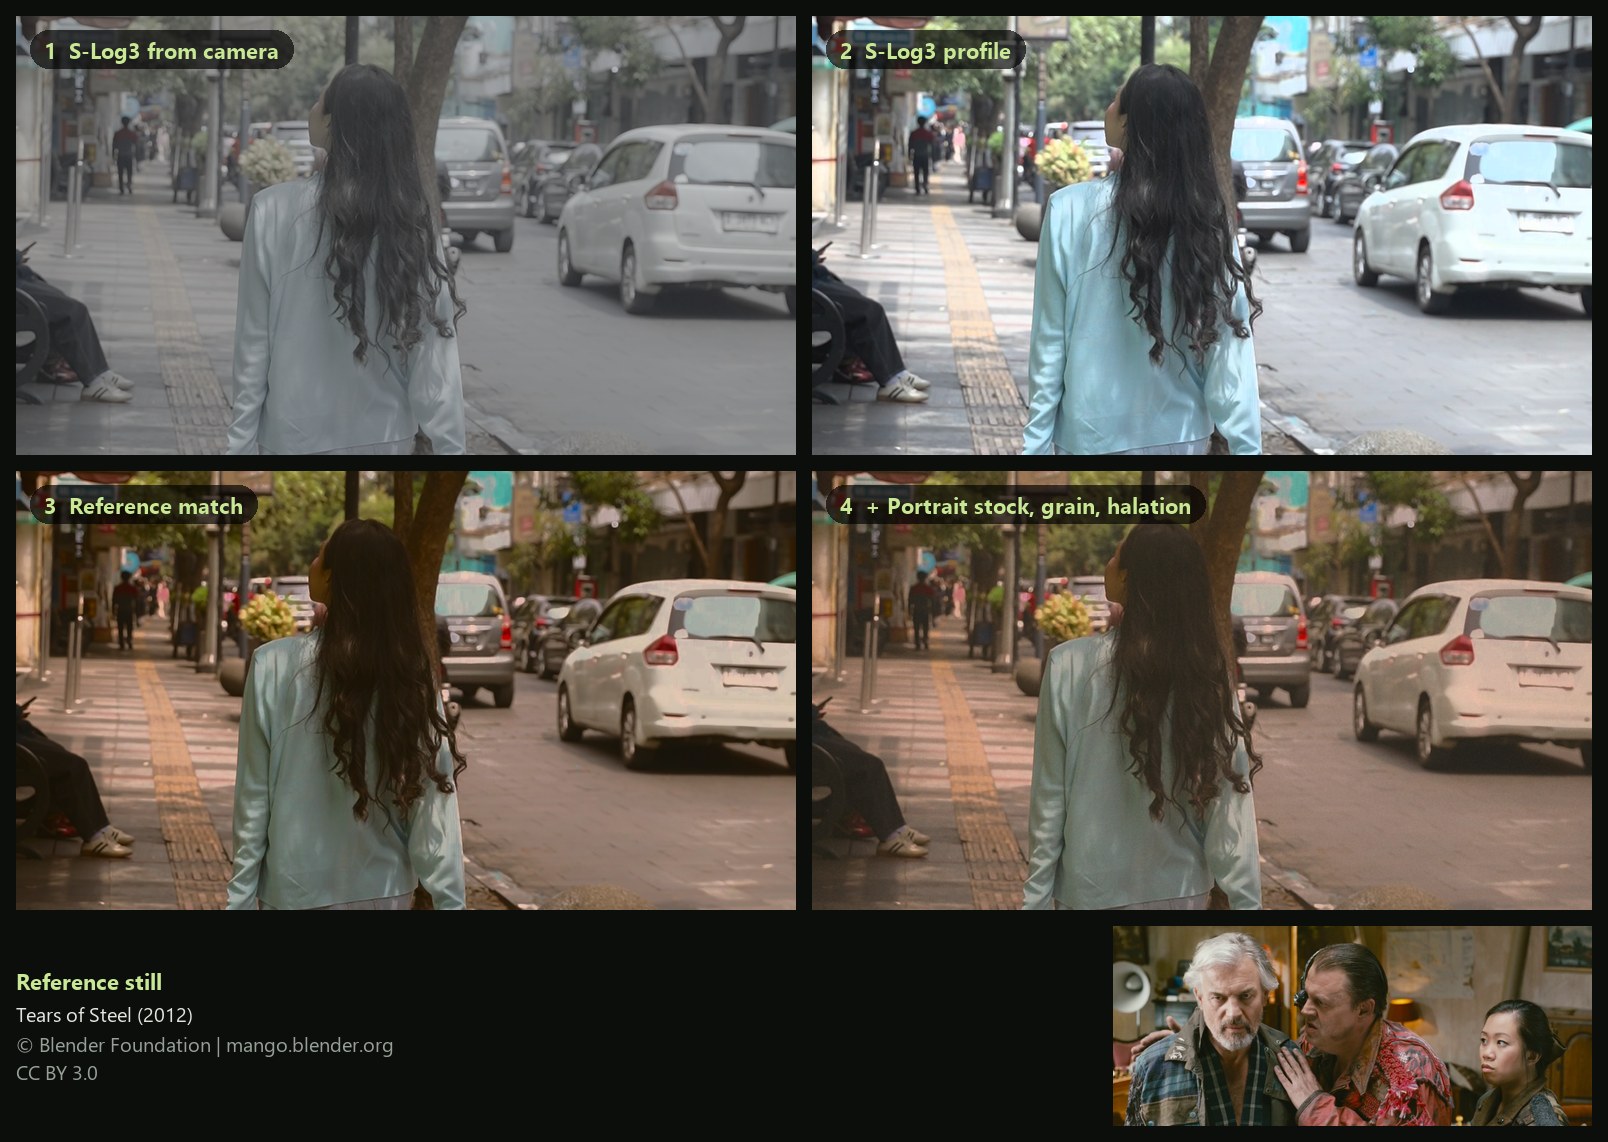 1 S-Log3 from camera
2 S-Log3 profile
3 Reference match
4 + Portrait stock, grain, halation
Reference still
Tears of Steel (2012)
© Blender Foundation | mango.blender.org
CC BY 3.0